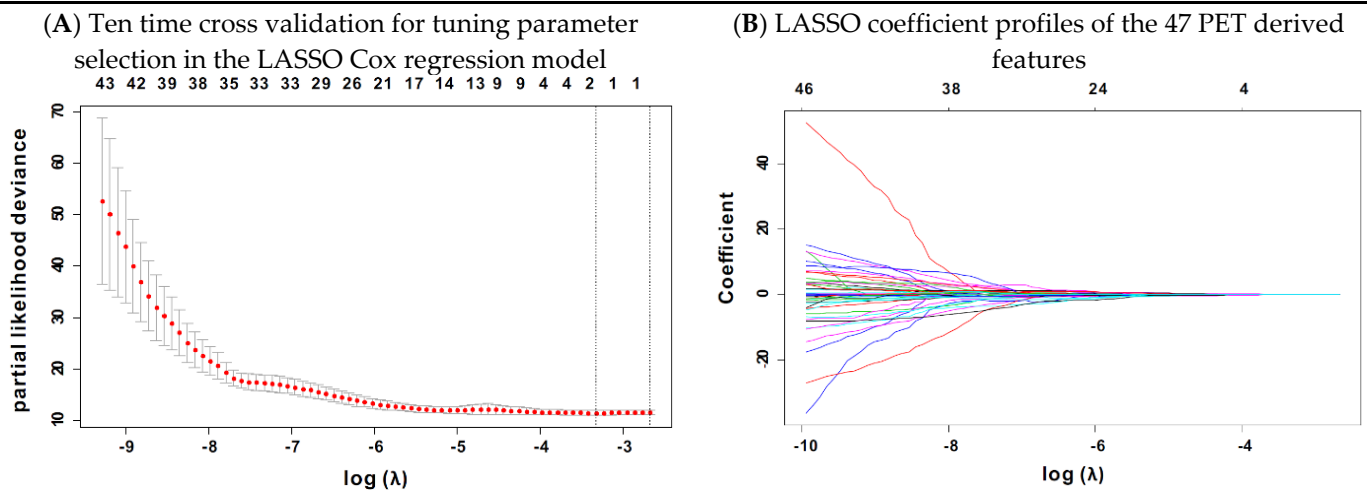 (A) Ten time cross validation for tuning parameter
selection in the LASSO Cox regression model
43 42 39 38 35 33 33 29 26 21 17 14 13 9 9 4 4 2 1 1
70
60
50
40
30
20
10
partial likelihood deviance
-9 -8 -7 -6 -5 -4 -3
log (λ)
(B) LASSO coefficient profiles of the 47 PET derived
features
46 38 24 4
40
20
0
-20
Coefficient
-10 -8 -6 -4
log (λ)